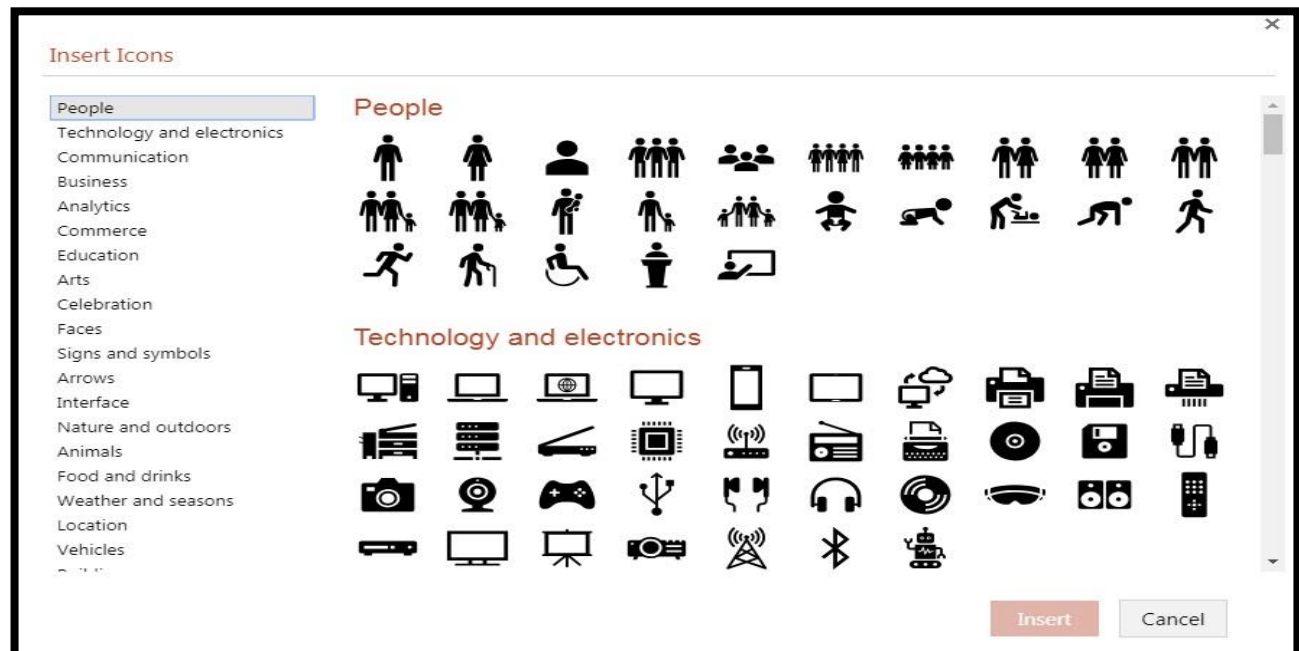 Insert Icons
People
Technology and electronics
Communication
Business
Analytics
Commerce
Education
Arts
Celebration
Faces
Signs and symbols
Arrows
Interface
Nature and outdoors
Animals
Food and drinks
Weather and seasons
Location
Vehicles
People
Technology and electronics
Insert
Cancel